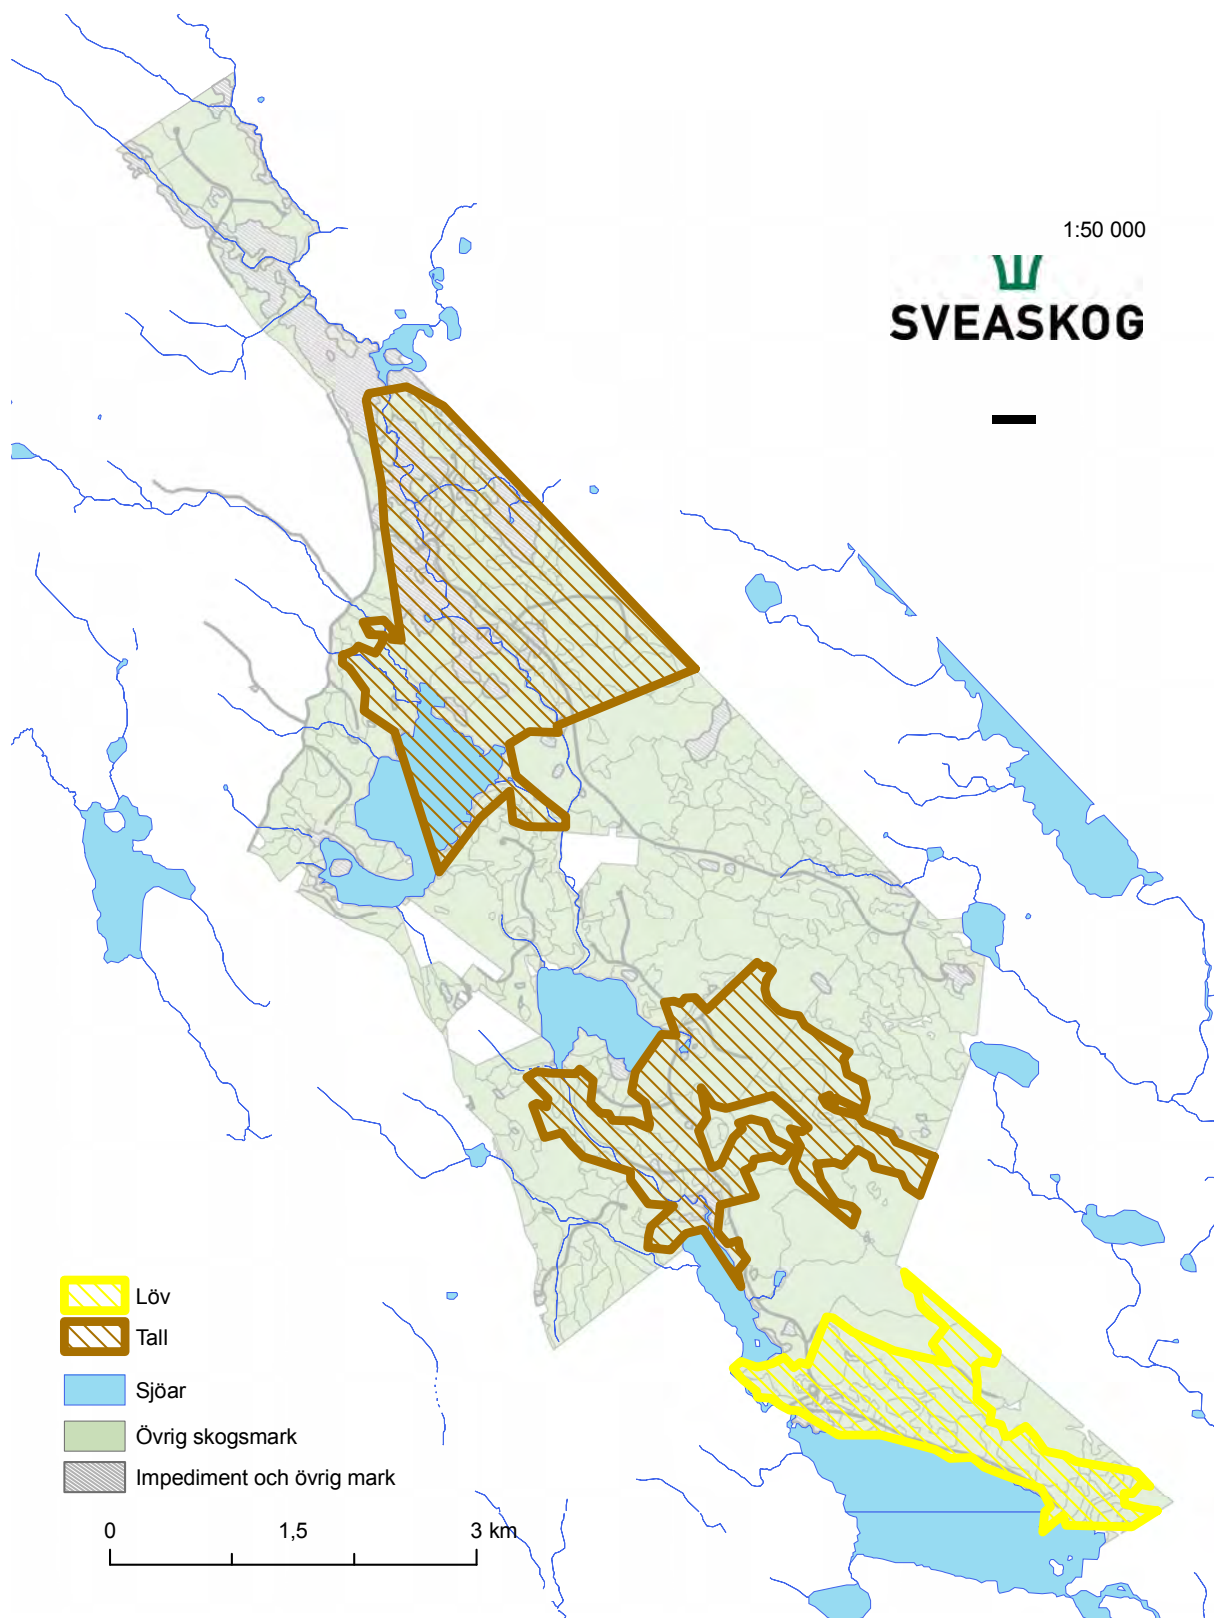 1:50 000
SVEASKOG
Löv
Tall
Sjöar
Övrig skogsmark
Impediment och övrig mark
0 1,5 3 km